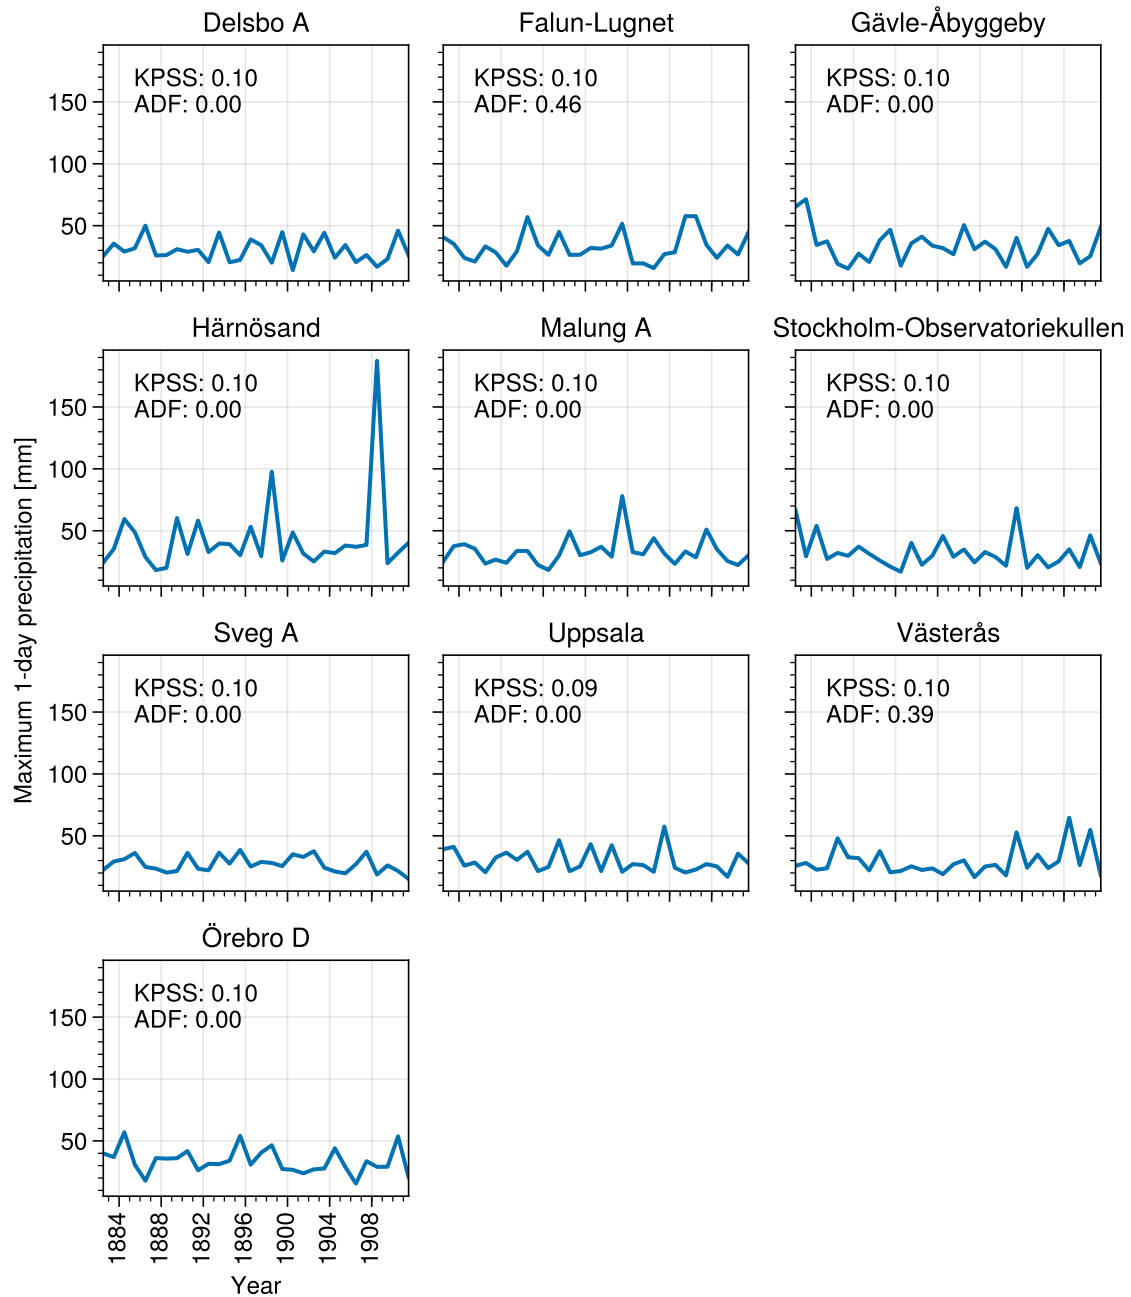 Delsbo A
Falun-Lugnet
Gävle-Åbyggeby
KPSS: 0.10
ADF: 0.00
KPSS: 0.10
ADF: 0.46
KPSS: 0.10
ADF: 0.00
150
100
50
Härnösand
Malung A
Stockholm-Observatoriekullen
KPSS: 0.10
ADF: 0.00
KPSS: 0.10
ADF: 0.00
KPSS: 0.10
ADF: 0.00
150
100
50
Maximum 1-day precipitation [mm]
Sveg A
Uppsala
Västerås
KPSS: 0.10
ADF: 0.00
KPSS: 0.09
ADF: 0.00
KPSS: 0.10
ADF: 0.39
150
100
50
Örebro D
KPSS: 0.10
ADF: 0.00
150
100
50
1884
1888
1892
1896
1900
1904
1908
Year